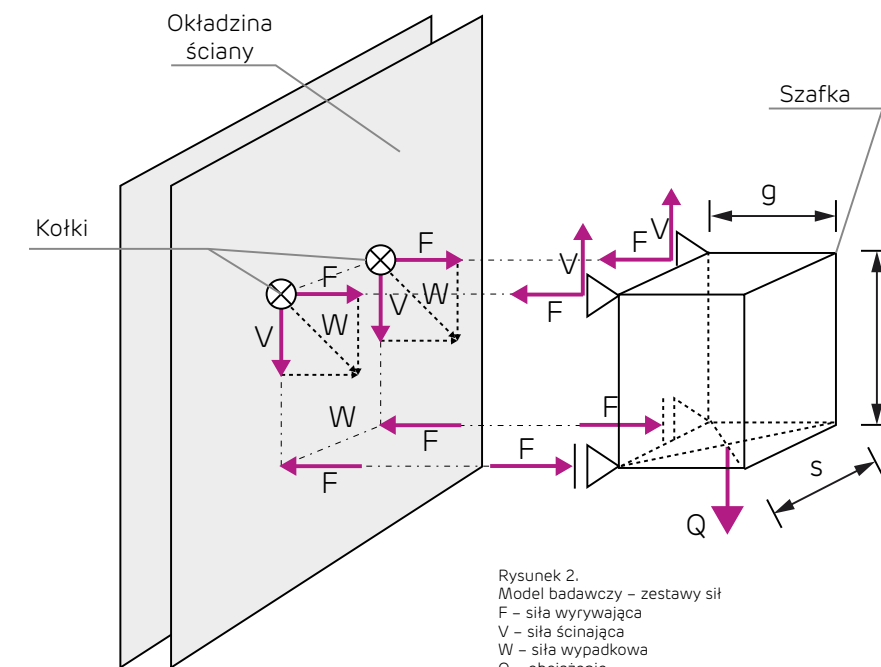 Okładzina
ściany
Szafka
Kołki
g
F
V
F
V
F
F
V
W
V
W
F
W
F
F
F
F
s
Q
Rysunek 2.
Model badawczy – zestawy sił
F – siła wyrywająca
V – siła ścinająca
W – siła wypadkowa